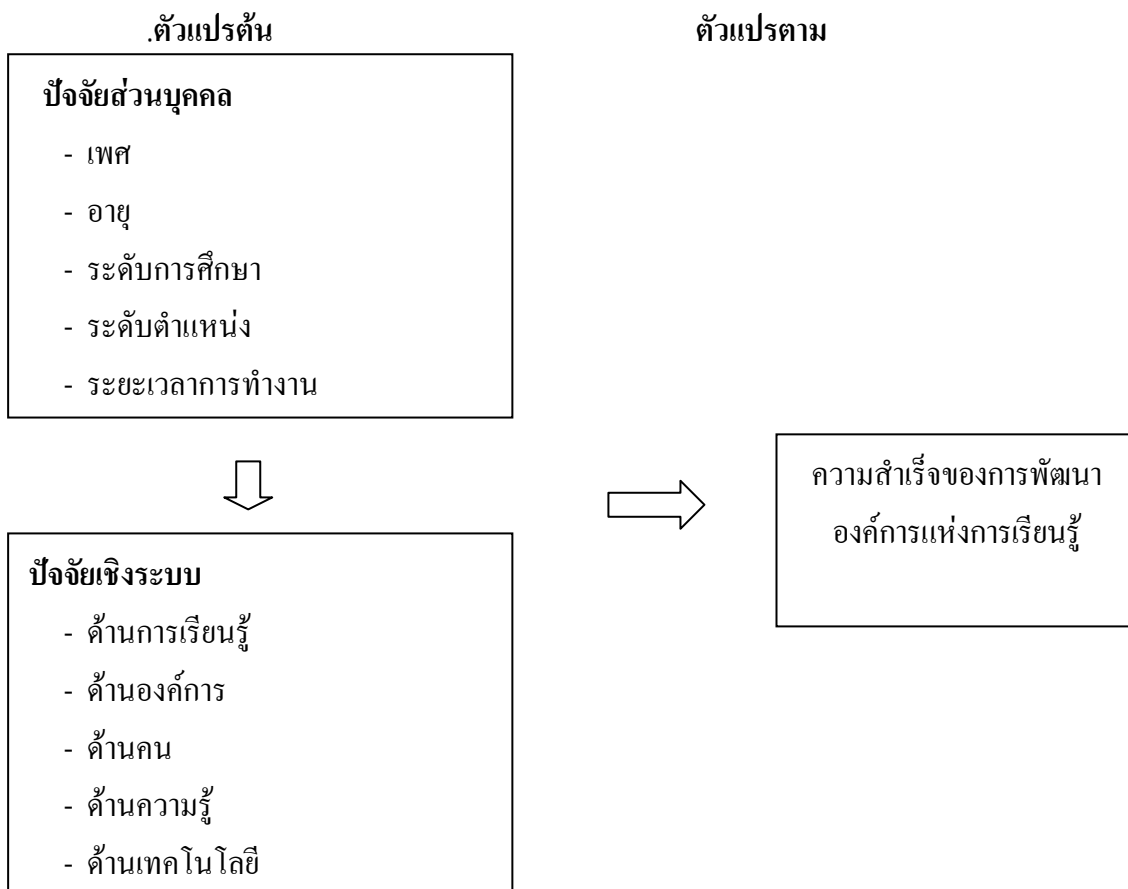 .ตัวแปรต้น
ตัวแปรตาม
ปัจจัยส่วนบุคคล
- เพศ
- อายุ
- ระดับการศึกษา
- ระดับตำแหน่ง
- ระยะเวลาการทำงาน
ความสำเร็จของการพัฒนา
องค์การแห่งการเรียนรู้
ปัจจัยเชิงระบบ
- ด้านการเรียนรู้
- ด้านองค์การ
- ด้านคน
- ด้านความรู้
- ด้านเทคโนโลยี